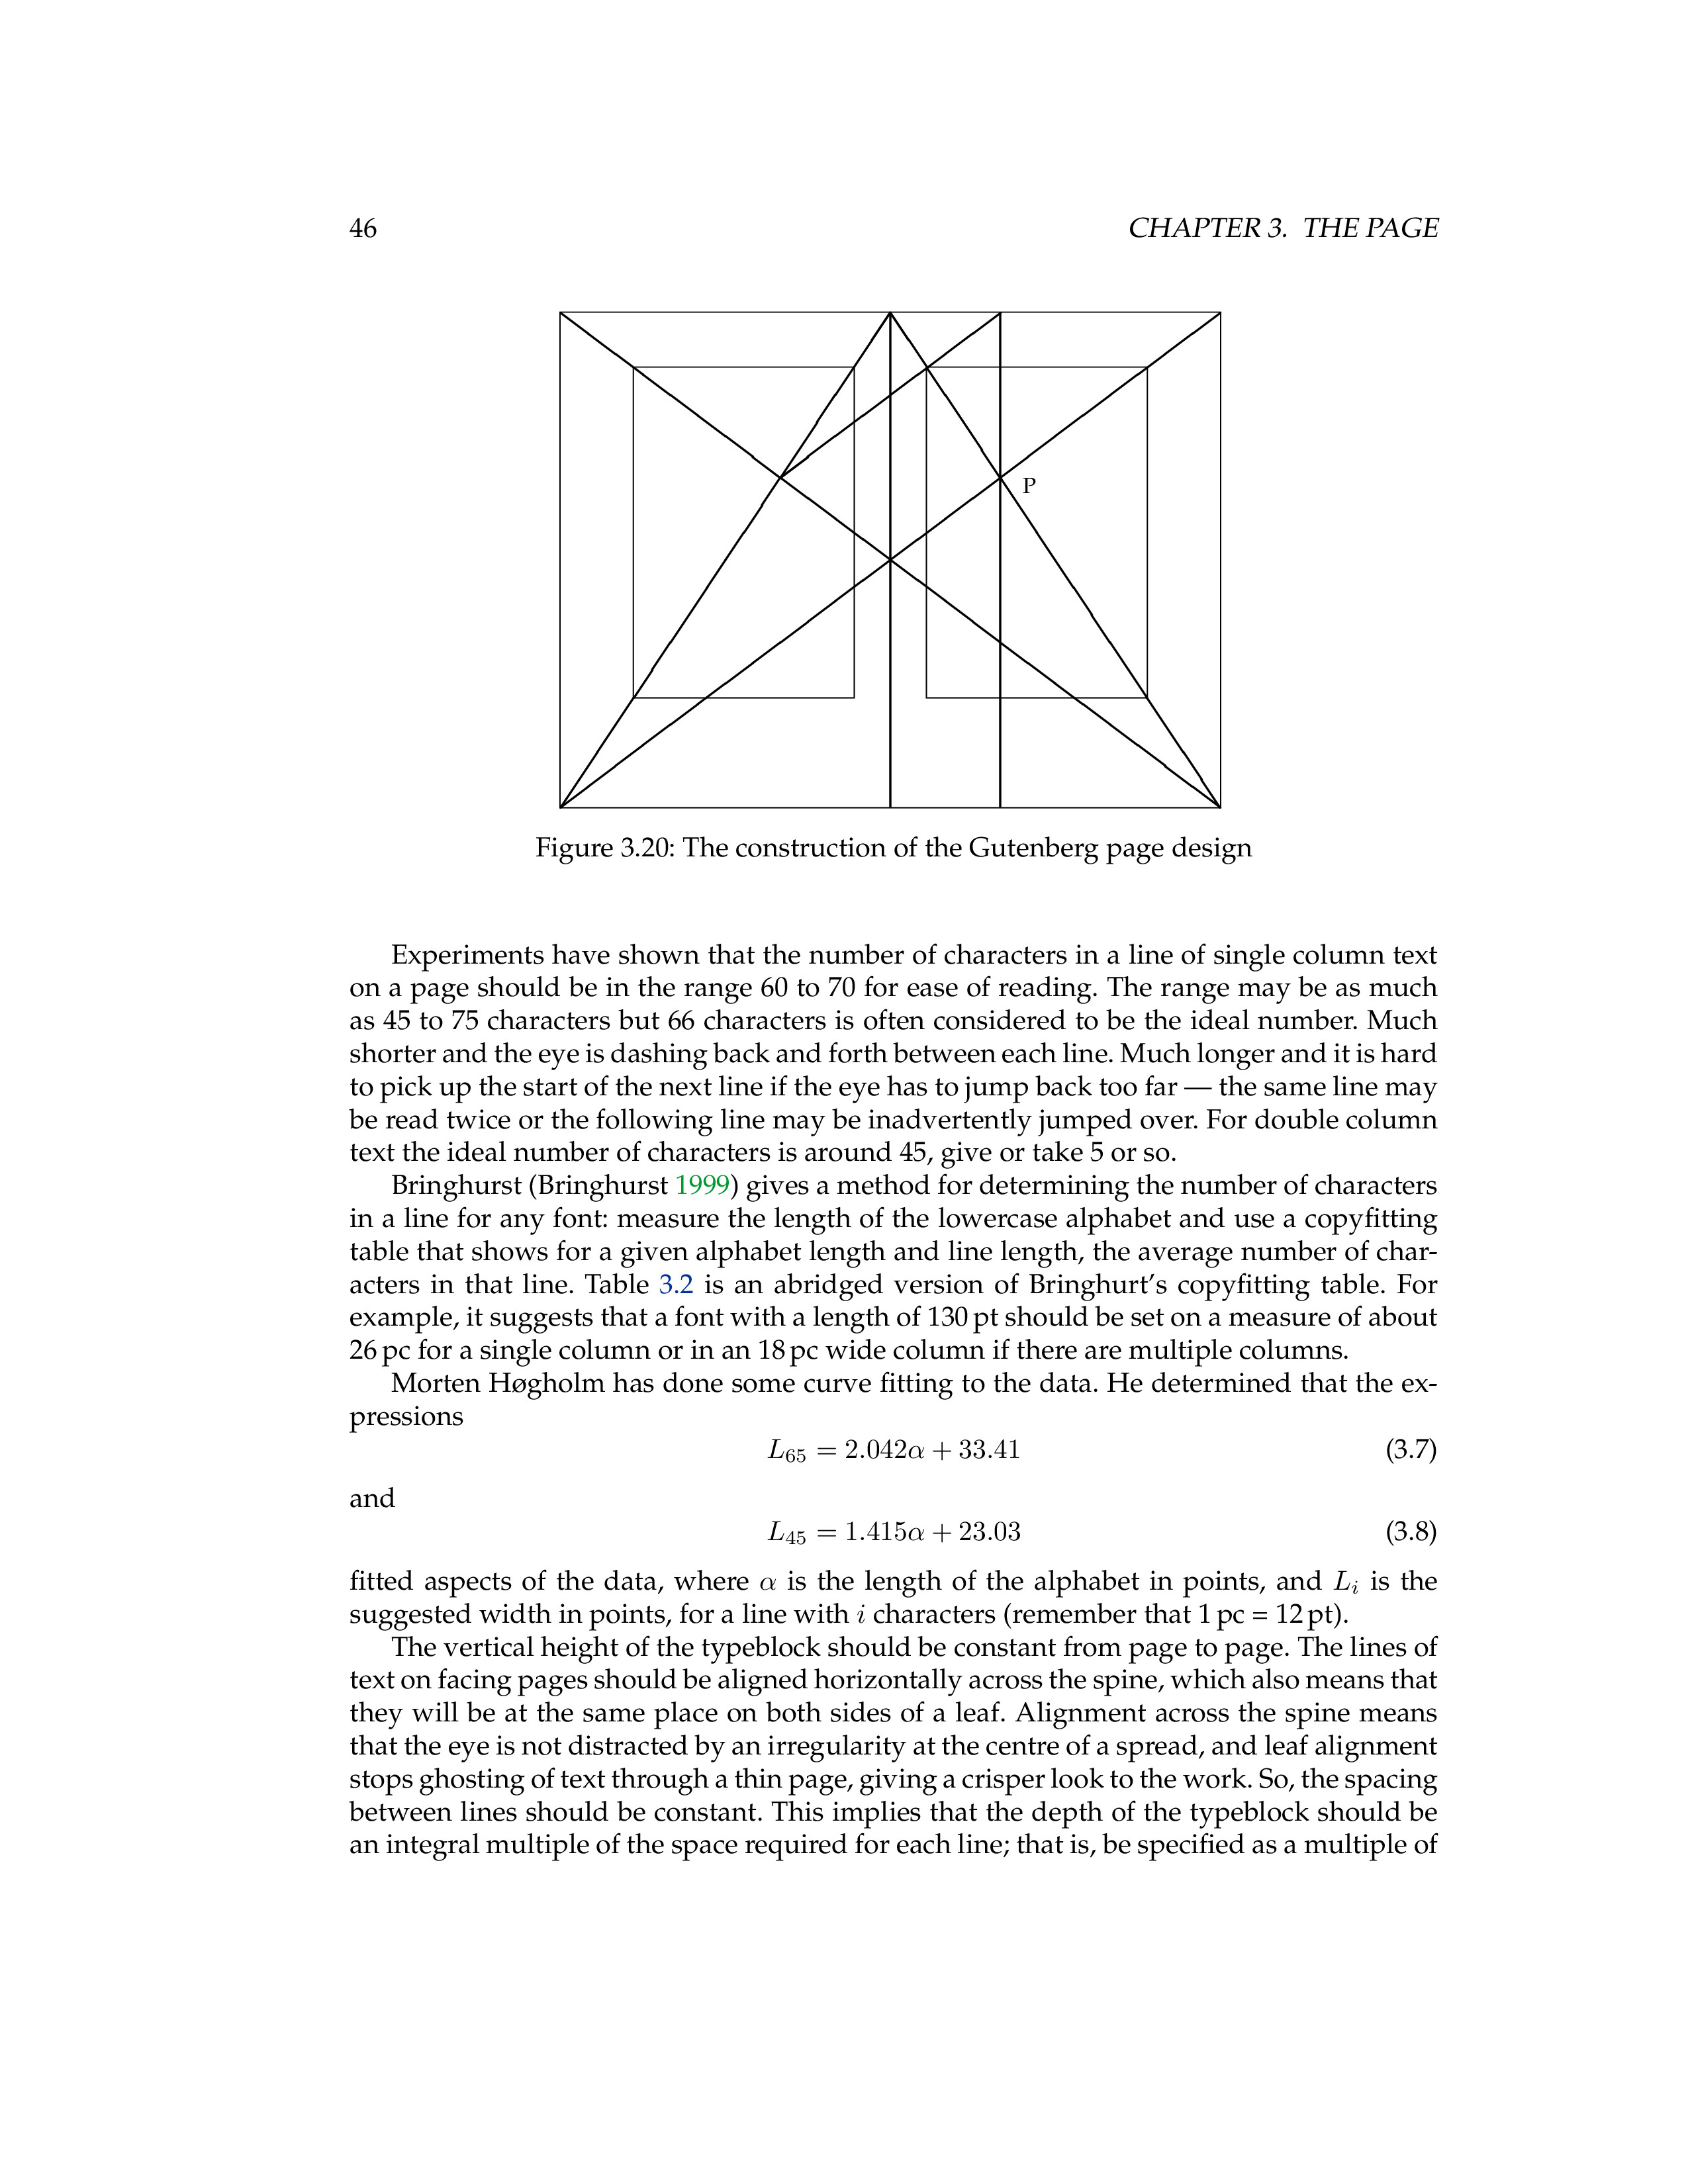 46 CHAPTER 3. THE PAGE
P
Figure 3.20: The construction of the Gutenberg page design
Experiments have shown that the number of characters in a line of single column text
on a page should be in the range 60 to 70 for ease of reading. The range may be as much
as 45 to 75 characters but 66 characters is often considered to be the ideal number. Much
shorter and the eye is dashing back and forth between each line. Much longer and it is hard
to pick up the start of the next line if the eye has to jump back too far — the same line may
be read twice or the following line may be inadvertently jumped over. For double column
text the ideal number of characters is around 45, give or take 5 or so.
Bringhurst (Bringhurst 1999) gives a method for determining the number of characters
in a line for any font: measure the length of the lowercase alphabet and use a copyfitting
table that shows for a given alphabet length and line length, the average number of char-
acters in that line. Table 3.2 is an abridged version of Bringhurt's copyfitting table. For
example, it suggests that a font with a length of 130 pt should be set on a measure of about
26 pc for a single column or in an 18 pc wide column if there are multiple columns.
Morten Høgholm has done some curve fitting to the data. He determined that the ex-
pressions
L₆₅ = 2.042α + 33.41 (3.7)
and
L₄₅ = 1.415α + 23.03 (3.8)
fitted aspects of the data, where α is the length of the alphabet in points, and Lᵢ is the
suggested width in points, for a line with i characters (remember that 1 pc = 12 pt).
The vertical height of the typeblock should be constant from page to page. The lines of
text on facing pages should be aligned horizontally across the spine, which also means that
they will be at the same place on both sides of a leaf. Alignment across the spine means
that the eye is not distracted by an irregularity at the centre of a spread, and leaf alignment
stops ghosting of text through a thin page, giving a crisper look to the work. So, the spacing
between lines should be constant. This implies that the depth of the typeblock should be
an integral multiple of the space required for each line; that is, be specified as a multiple of